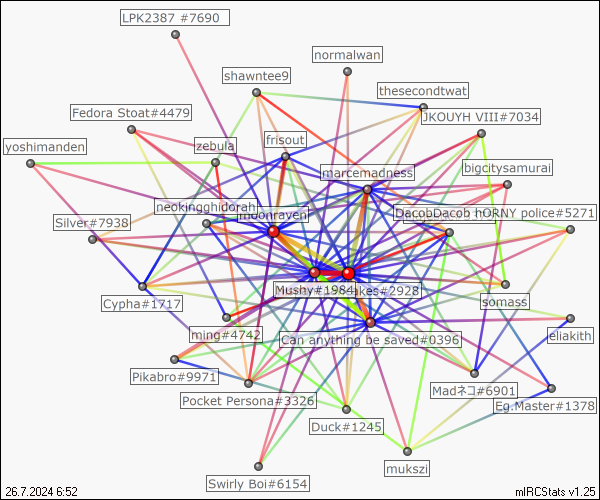 LPK2387 #7690
normalwan
shawntee9
thesecondtwat
Fedora Stoat#4479
JKOUYH VIII#7034
frisout
zebula
yoshimanden
bigcitysamurai
marcemadness
neokingghidorah
moonraven
DacobDacob hORNY police#5271
Silver#7938
Mushy#1984
akes#2928
Cypha#1717
somass
ming#4742
Can anything be saved#0396
eliakith
Pikabro#9971
Madネコ#6901
Pocket Persona#3326
Eg.Master#1378
Duck#1245
mukszi
Swirly Boi#6154
26.7.2024 6:52
mIRCStats v1.25